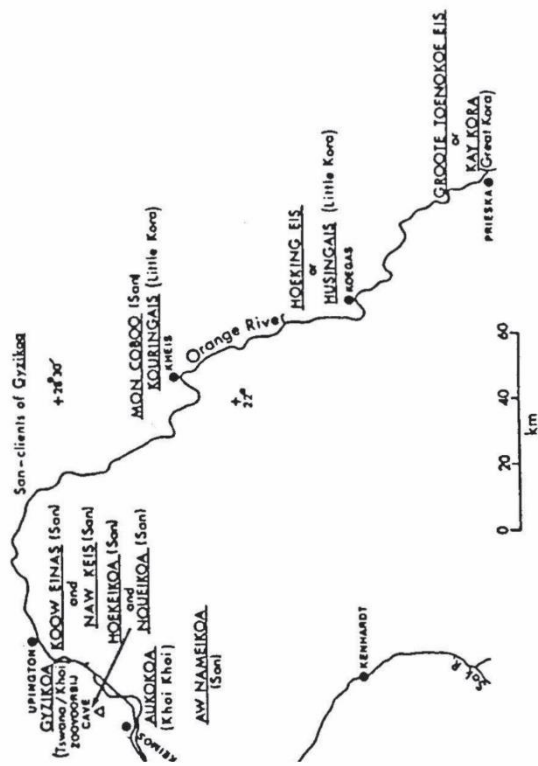 San-clients of Gyzikoa
+28°30'
UPINGTON
GYZIKOA
(Tswana/Khoi)
ZOOVOORBIJ
CAVE
KOOW EINAS (San)
and
NAW KEIS (San)
HOEKEIKOA (San)
and
NOUEIKOA (San)
KEIMOS
AUKOKOA
(Khoi Khoi)
AW NAMEIKOA
(San)
MON COBOO (San)
KOURINGAIS (Little Kora)
KHEIS
Orange River
+
22°
HOEKING EIS
or
HUSINGAIS (Little Kora)
KOEGAS
GROOTE TOENOKOE EIS
or
KAY KORA
(Great Kora)
PRIESKA
KENHARDT
Sak R.
0 20 40 60
km